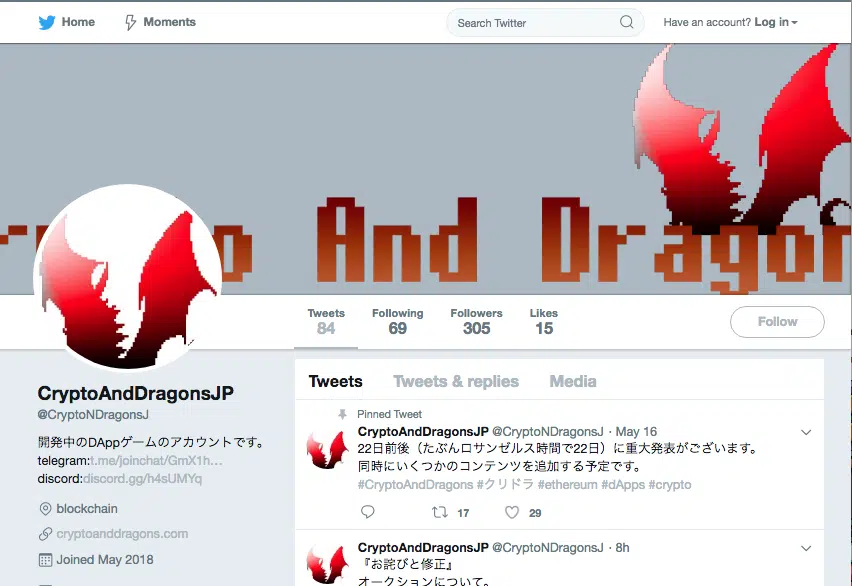 Home
Moments
Search Twitter
Have an account? Log in
Crypto And Dragon
Tweets
84
Following
69
Followers
305
Likes
15
Follow
CryptoAndDragonsJP
@CryptoNDragonsJ
開発中のDAppゲームのアカウントです。
telegram:t.me/joinchat/GmX1h…
discord:discord.gg/h4sUMYq
blockchain
cryptoanddragons.com
Joined May 2018
Tweets
Tweets & replies
Media
Pinned Tweet
CryptoAndDragonsJP @CryptoNDragonsJ · May 16
22日前後（たぶんロサンゼルス時間で22日）に重大発表がございます。
同時にいくつかのコンテンツを追加する予定です。
#CryptoAndDragons #クリドラ #ethereum #dApps #crypto
17
29
CryptoAndDragonsJP @CryptoNDragonsJ · 8h
『お詫びと修正』
オークションについて。